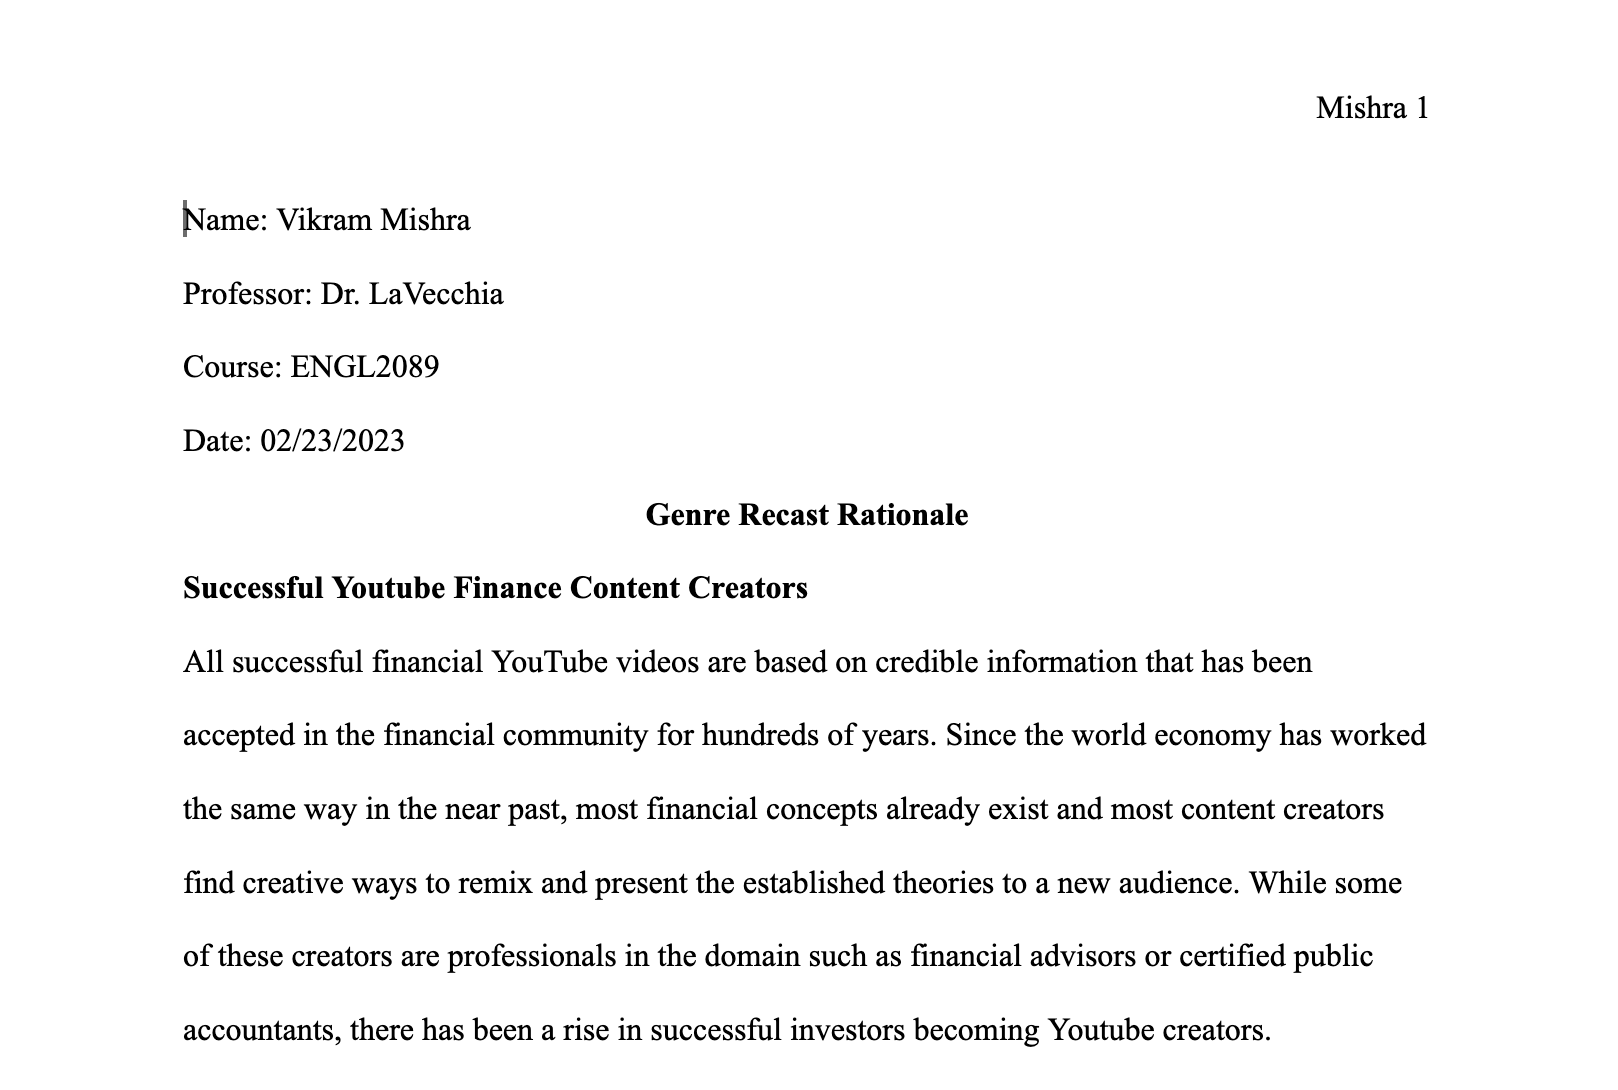 Mishra 1
Name: Vikram Mishra
Professor: Dr. LaVecchia
Course: ENGL2089
Date: 02/23/2023
Genre Recast Rationale
Successful Youtube Finance Content Creators
All successful financial YouTube videos are based on credible information that has been
accepted in the financial community for hundreds of years. Since the world economy has worked
the same way in the near past, most financial concepts already exist and most content creators
find creative ways to remix and present the established theories to a new audience. While some
of these creators are professionals in the domain such as financial advisors or certified public
accountants, there has been a rise in successful investors becoming Youtube creators.